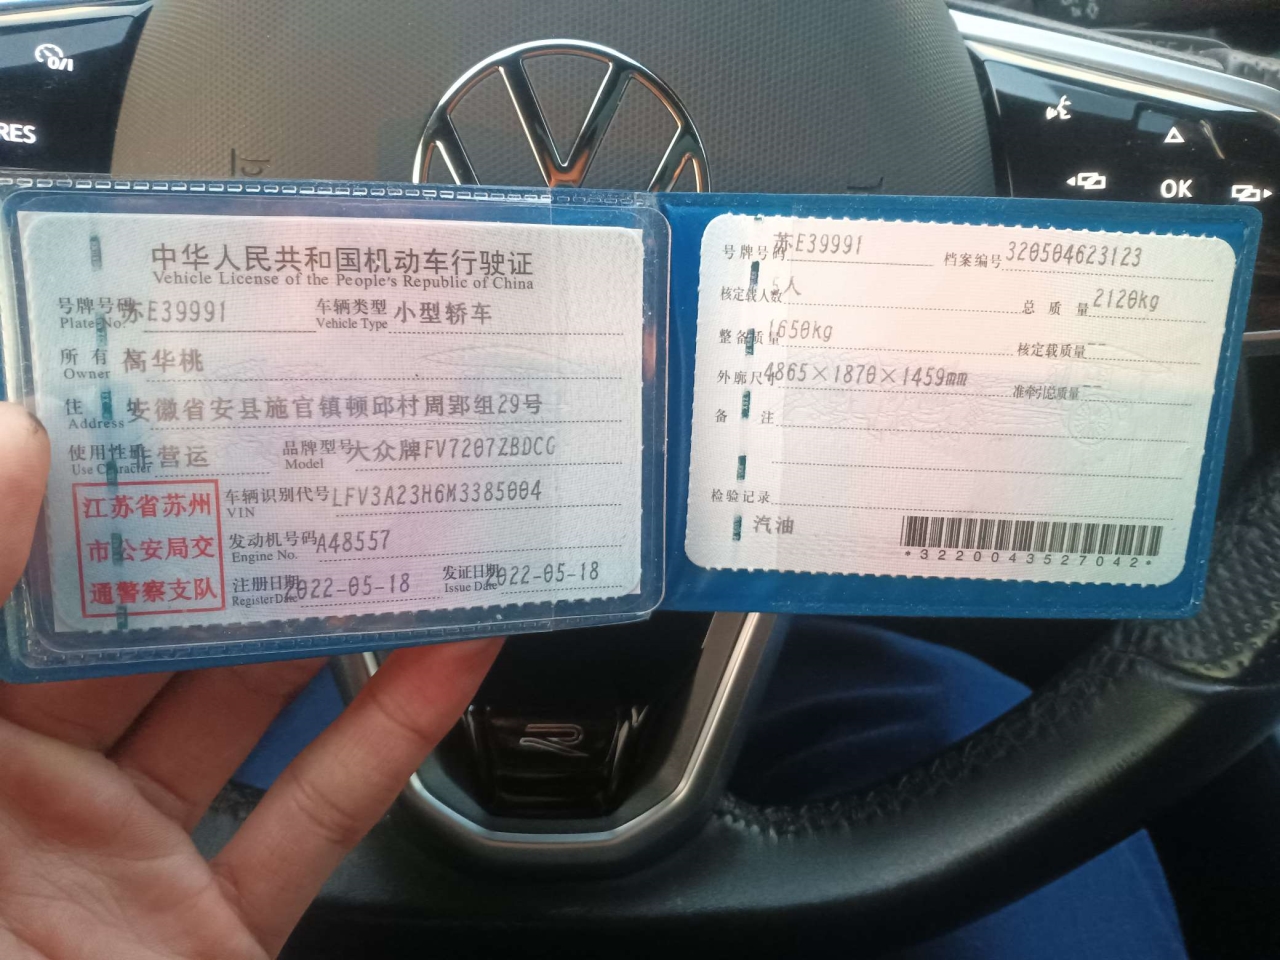 RES
OK
中华人民共和国机动车行驶证
Vehicle License of the People's Republic of China
号牌号码 苏E39991 车辆类型 小型轿车
Plate No. Vehicle Type
所有 高华桃
Owner
住 安徽省安县施官镇顿邱村周郢组29号
Address
使用性质 非营运 品牌型号 大众牌FV7207ZBDCG
Use Character Model
江苏省苏州
市公安局交
通警察支队
车辆识别代号 LFV3A23H6M3385004
VIN
发动机号码 A48557
Engine No.
注册日期 2022-05-18 发证日期 2022-05-18
Register Date Issue Date
号牌号码 苏E39991 档案编号 320504623123
核定载人数 5人 总质量 2120kg
整备质量 1650kg 核定载质量 --
外廓尺寸 4865×1870×1459mm 准牵引总质量 --
备注
检验记录
汽油
*3220043527042*
R